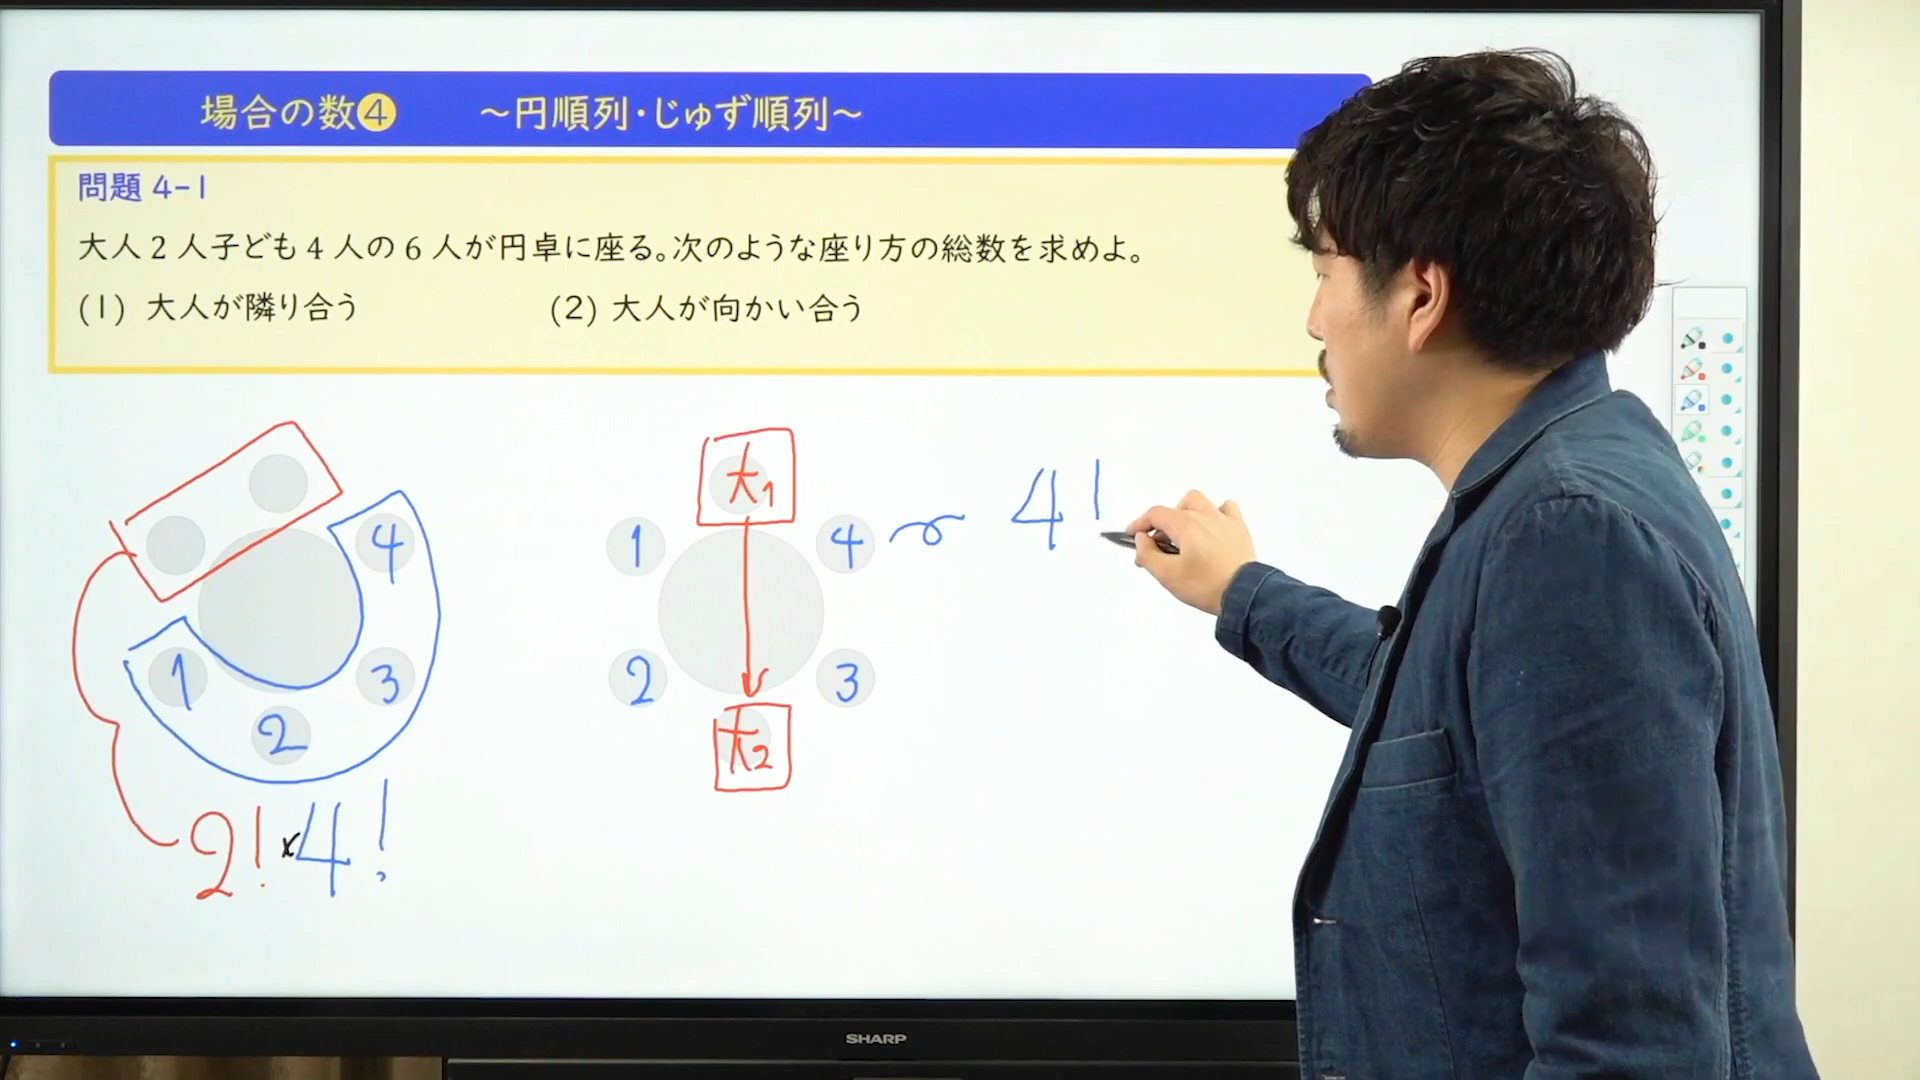 場合の数❹ ～円順列・じゅず順列～
問題 4-1
大人 2 人子ども 4 人の 6 人が円卓に座る。次のような座り方の総数を求めよ。
(1) 大人が隣り合う (2) 大人が向かい合う
4
1
2
3
2! × 4!
大1
1
4
2
3
大2
4!
SHARP